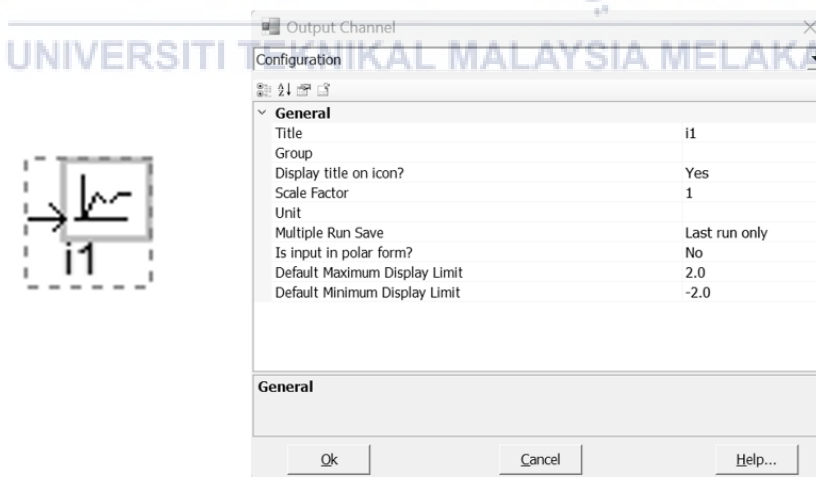 Output Channel
UNIVERSITI TEKNIKAL MALAYSIA MELAKA
Configuration
General
Title i1
Group
Display title on icon? Yes
Scale Factor 1
Unit
Multiple Run Save Last run only
Is input in polar form? No
Default Maximum Display Limit 2.0
Default Minimum Display Limit -2.0
i1
General
Ok Cancel Help...